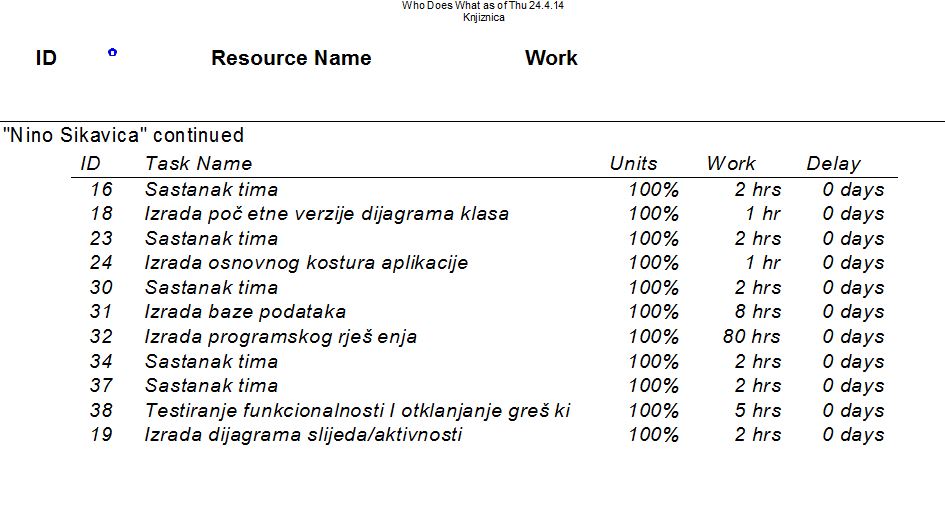 Who Does What as of Thu 24.4.14
Knjiznica
ID Resource Name Work
"Nino Sikavica" continued
ID Task Name Units Work Delay
16 Sastanak tima 100% 2 hrs 0 days
18 Izrada poč etne verzije dijagrama klasa 100% 1 hr 0 days
23 Sastanak tima 100% 2 hrs 0 days
24 Izrada osnovnog kostura aplikacije 100% 1 hr 0 days
30 Sastanak tima 100% 2 hrs 0 days
31 Izrada baze podataka 100% 8 hrs 0 days
32 Izrada programskog rješ enja 100% 80 hrs 0 days
34 Sastanak tima 100% 2 hrs 0 days
37 Sastanak tima 100% 2 hrs 0 days
38 Testiranje funkcionalnosti I otklanjanje greš ki 100% 5 hrs 0 days
19 Izrada dijagrama slijeda/aktivnosti 100% 2 hrs 0 days